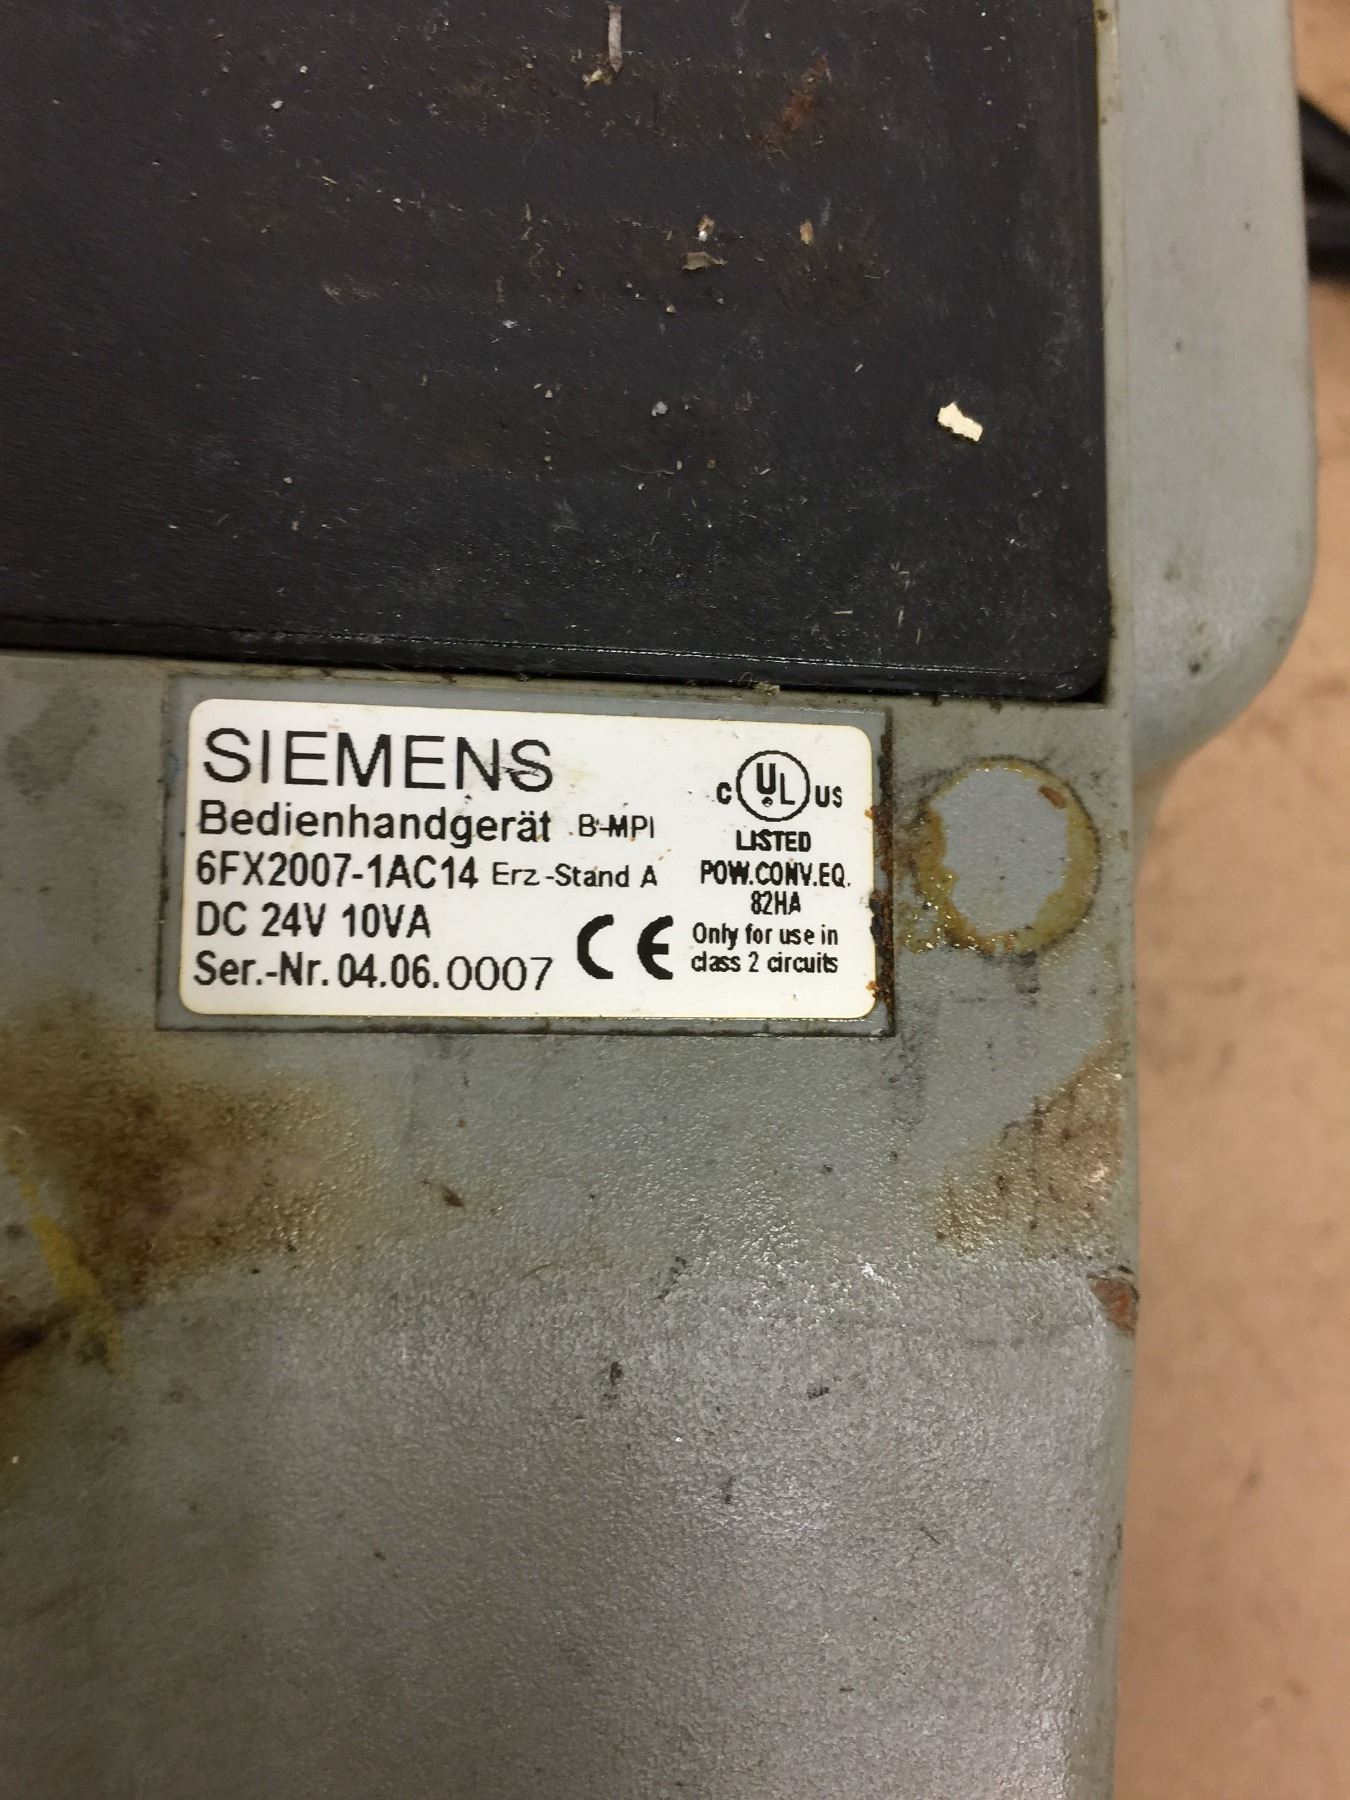 SIEMENS
Bedienhandgerät B-MPI
6FX2007-1AC14 Erz.-Stand A
DC 24V 10VA
Ser.-Nr. 04.06.0007
CE
C UL US
LISTED
POW.CONV.EQ.
82HA
Only for use in
class 2 circuits